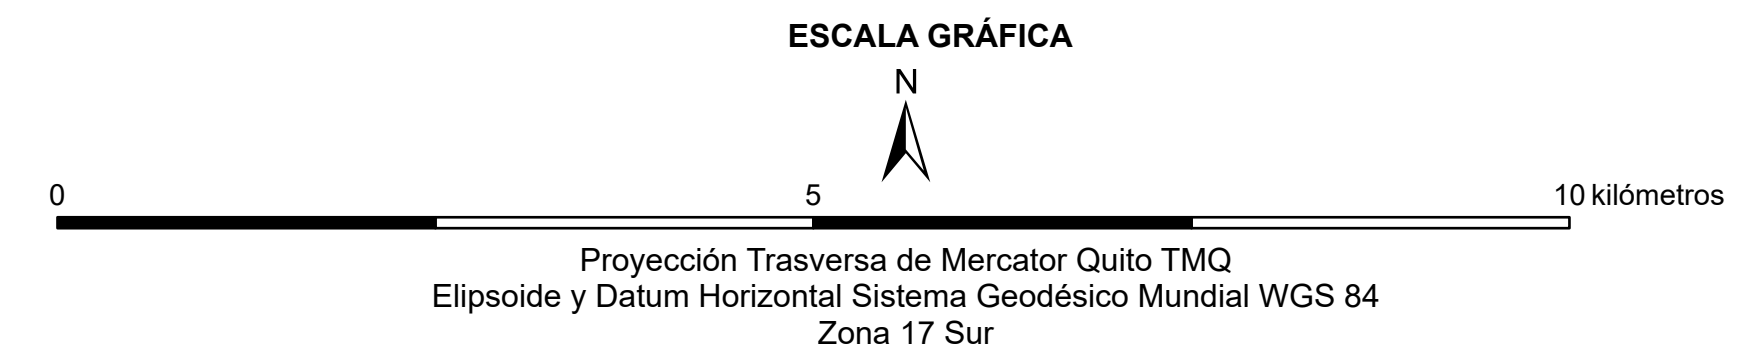 ESCALA GRÁFICA
N
0 5 10 kilómetros
Proyección Trasversa de Mercator Quito TMQ
Elipsoide y Datum Horizontal Sistema Geodésico Mundial WGS 84
Zona 17 Sur